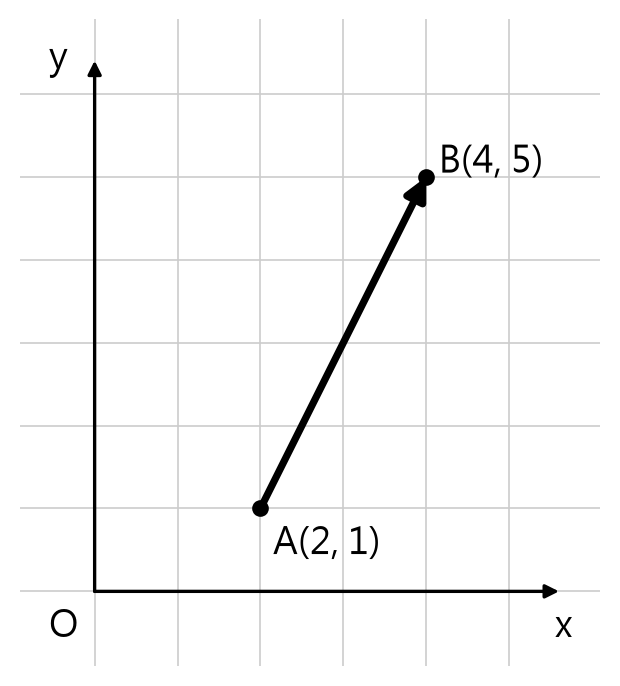 y
B(4, 5)
A(2, 1)
O
x